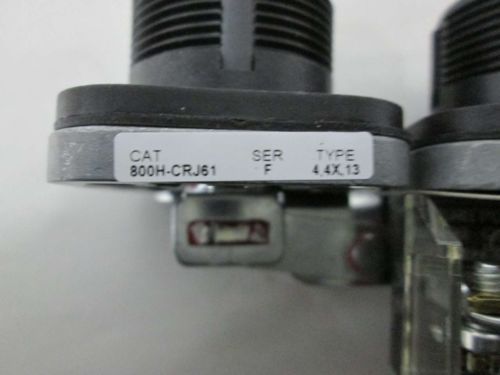 CAT SER TYPE
800H-CRJ61 F 4,4X,13